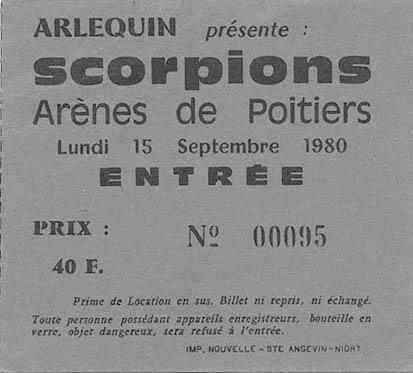 ARLEQUIN présente :
scorpions
Arènes de Poitiers
Lundi 15 Septembre 1980
ENTRÉE
PRIX : Nº 00095
40 F.
Prime de Location en sus. Billet ni repris, ni échangé.
Toute personne possédant appareils enregistreurs, bouteille en
verre, objet dangereux, sera refusé à l'entrée.
IMP. NOUVELLE - STE ANGEVIN - NIORT